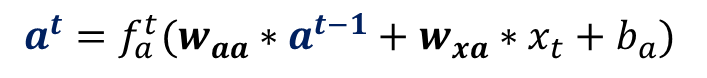 a^t = f_a^t(w_aa * a^{t-1} + w_xa * x_t + b_a)